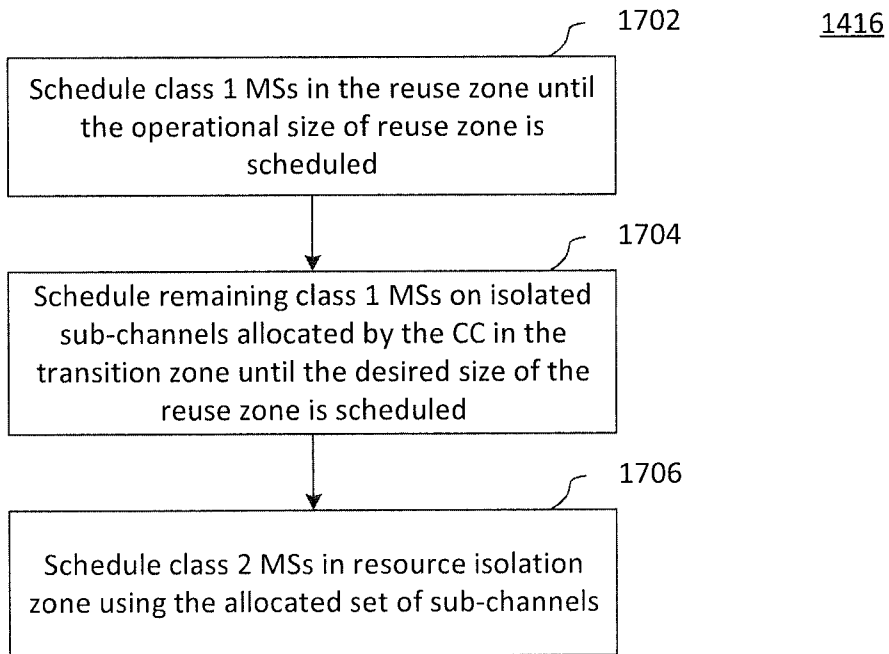 1702
1416
Schedule class 1 MSs in the reuse zone until
the operational size of reuse zone is
scheduled
1704
Schedule remaining class 1 MSs on isolated
sub-channels allocated by the CC in the
transition zone until the desired size of the
reuse zone is scheduled
1706
Schedule class 2 MSs in resource isolation
zone using the allocated set of sub-channels